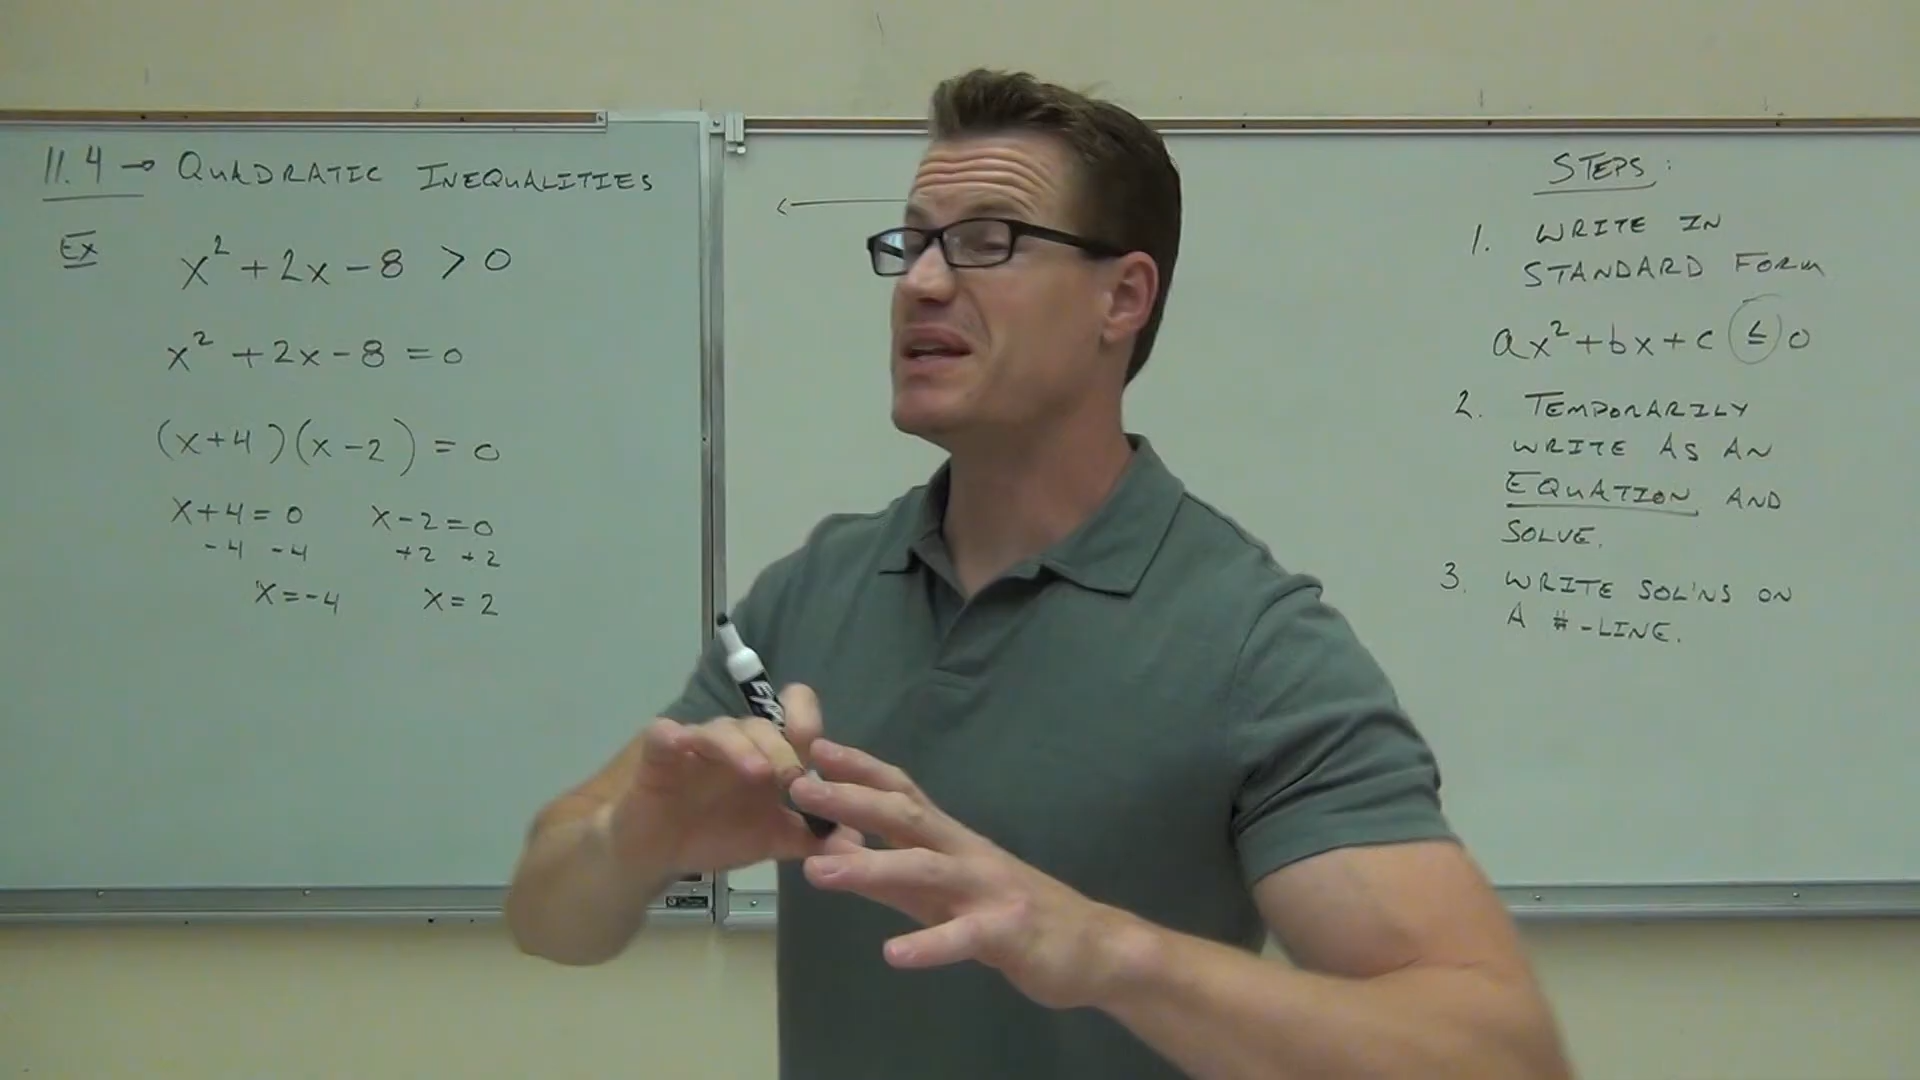 11.4 → QUADRATIC INEQUALITIES
Ex
x² + 2x - 8 > 0
x² + 2x - 8 = 0
(x+4)(x-2) = 0
x+4=0 x-2=0
-4 -4 +2 +2
x=-4 x=2
STEPS:
1. WRITE IN
STANDARD FORM
ax²+bx+c ≤ 0
2. TEMPORARILY
WRITE AS AN
EQUATION AND
SOLVE.
3. WRITE SOL'NS ON
A #-LINE.